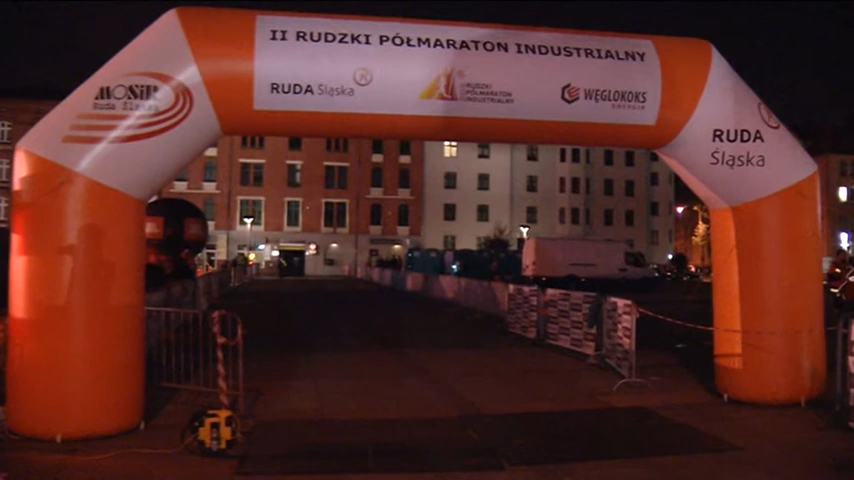 II RUDZKI PÓŁMARATON INDUSTRIALNY
MOSiR
Ruda Śląska
RUDA Śląska
RUDZKI
PÓŁMARATON
INDUSTRIALNY
WĘGLOKOKS
ENERGIA
RUDA
Śląska